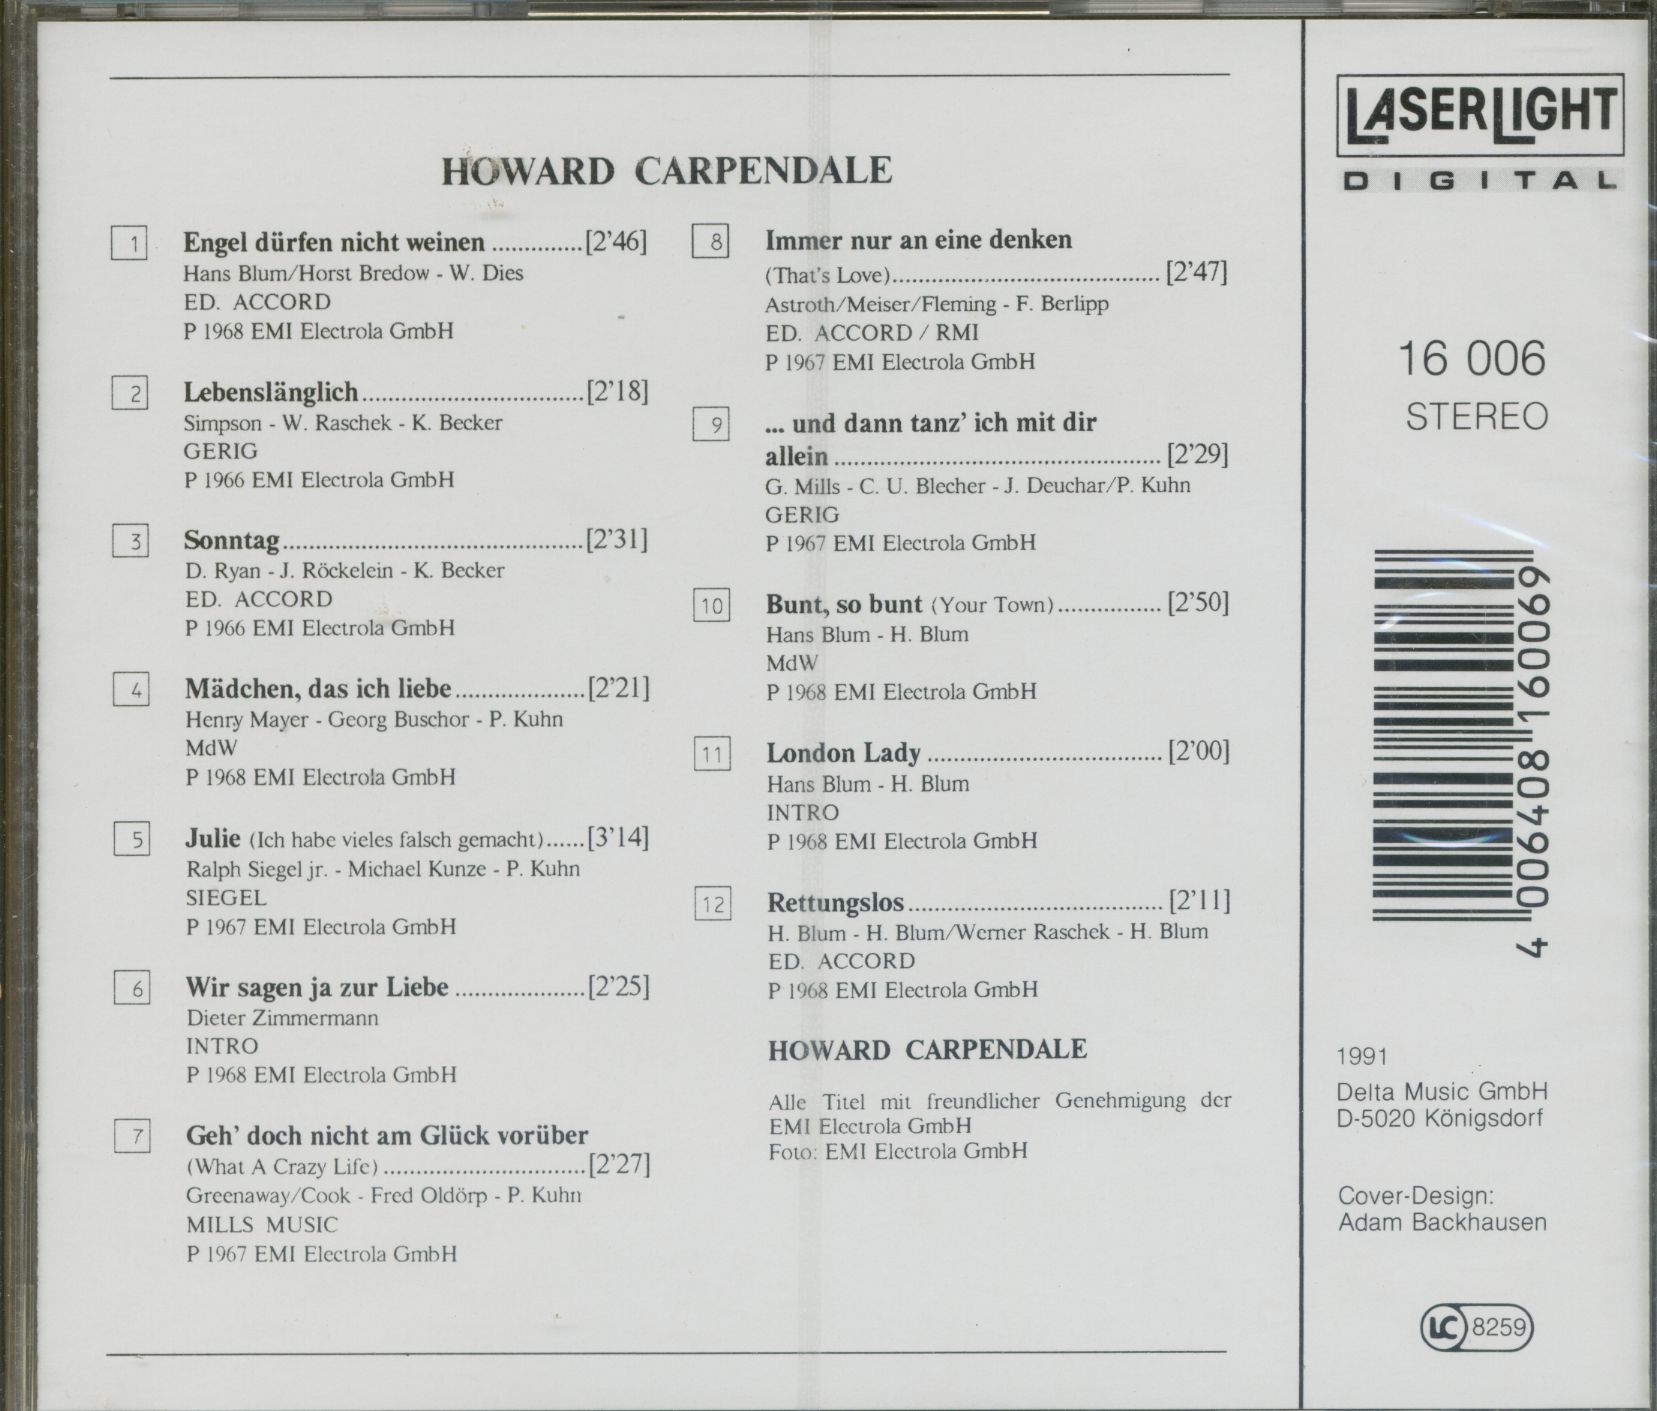 HOWARD CARPENDALE
1 Engel dürfen nicht weinen ..............[2'46]
Hans Blum/Horst Bredow - W. Dies
ED. ACCORD
P 1968 EMI Electrola GmbH
2 Lebenslänglich..................................[2'18]
Simpson - W. Raschek - K. Becker
GERIG
P 1966 EMI Electrola GmbH
3 Sonntag..............................................[2'31]
D. Ryan - J. Röckelein - K. Becker
ED. ACCORD
P 1966 EMI Electrola GmbH
4 Mädchen, das ich liebe....................[2'21]
Henry Mayer - Georg Buschor - P. Kuhn
MdW
P 1968 EMI Electrola GmbH
5 Julie (Ich habe vieles falsch gemacht)......[3'14]
Ralph Siegel jr. - Michael Kunze - P. Kuhn
SIEGEL
P 1967 EMI Electrola GmbH
6 Wir sagen ja zur Liebe ....................[2'25]
Dieter Zimmermann
INTRO
P 1968 EMI Electrola GmbH
7 Geh' doch nicht am Glück vorüber
(What A Crazy Life) ...............................[2'27]
Greenaway/Cook - Fred Oldörp - P. Kuhn
MILLS MUSIC
P 1967 EMI Electrola GmbH
8 Immer nur an eine denken
(That's Love)......................................... [2'47]
Astroth/Meiser/Fleming - F. Berlipp
ED. ACCORD / RMI
P 1967 EMI Electrola GmbH
9 ... und dann tanz' ich mit dir
allein .................................................. [2'29]
G. Mills - C. U. Blecher - J. Deuchar/P. Kuhn
GERIG
P 1967 EMI Electrola GmbH
10 Bunt, so bunt (Your Town)................ [2'50]
Hans Blum - H. Blum
MdW
P 1968 EMI Electrola GmbH
11 London Lady .................................... [2'00]
Hans Blum - H. Blum
INTRO
P 1968 EMI Electrola GmbH
12 Rettungslos....................................... [2'11]
H. Blum - H. Blum/Werner Raschek - H. Blum
ED. ACCORD
P 1968 EMI Electrola GmbH
HOWARD CARPENDALE
Alle Titel mit freundlicher Genehmigung der
EMI Electrola GmbH
Foto: EMI Electrola GmbH
LASERLIGHT
DIGITAL
16 006
STEREO
4 006408 160069
1991
Delta Music GmbH
D-5020 Königsdorf
Cover-Design:
Adam Backhausen
LC 8259